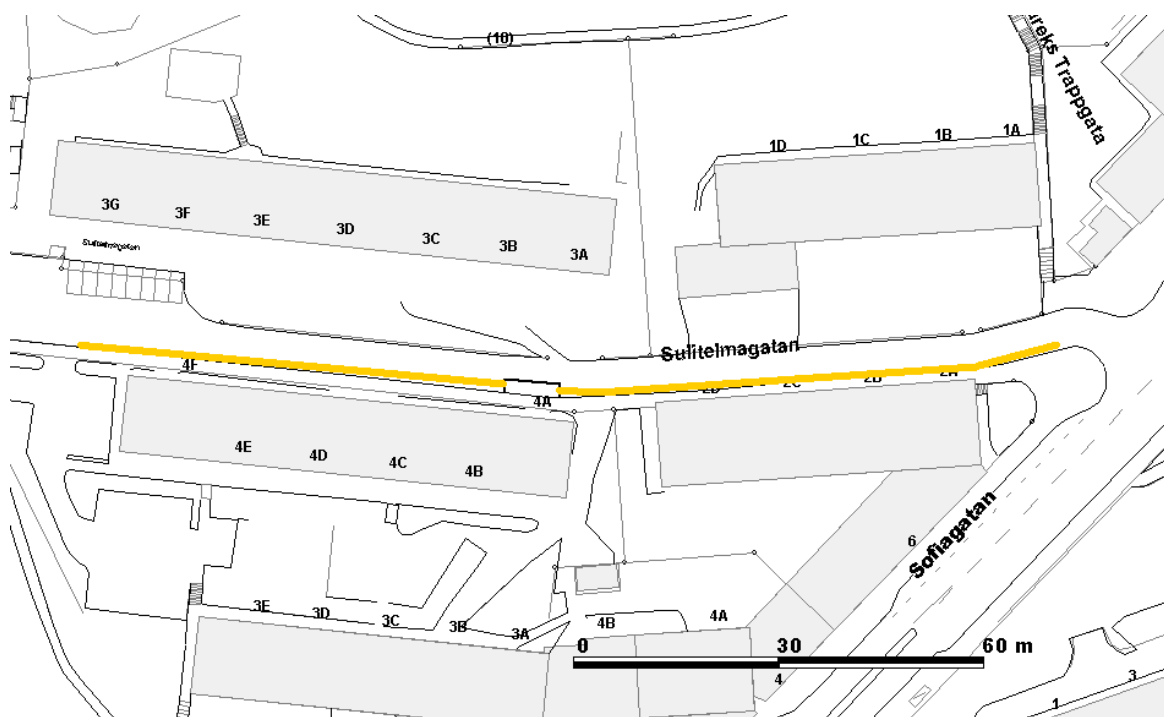 (10)
ureks Trappgata
1D
1C
1B
1A
3G
3F
3E
3D
3C
3B
3A
Sulitelmagatan
Sulitelmagatan
4F
4A
2D
2C
2B
2A
4E
4D
4C
4B
6
Sofiagatan
3E
3D
3C
3B
3A
4B
4A
0
30
60 m
4
1
3